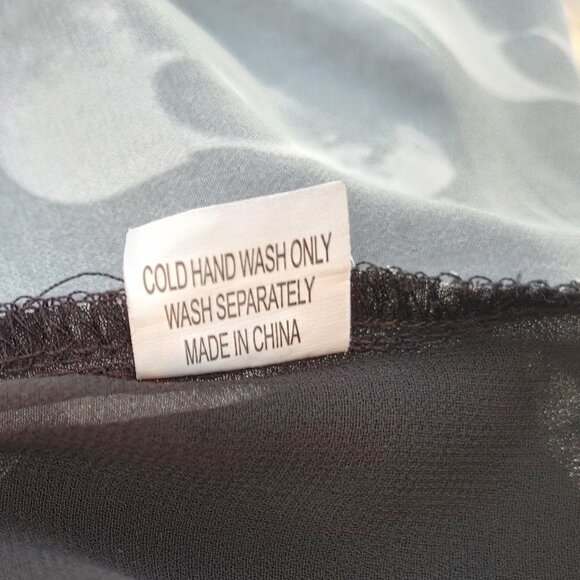 COLD HAND WASH ONLY
WASH SEPARATELY
MADE IN CHINA